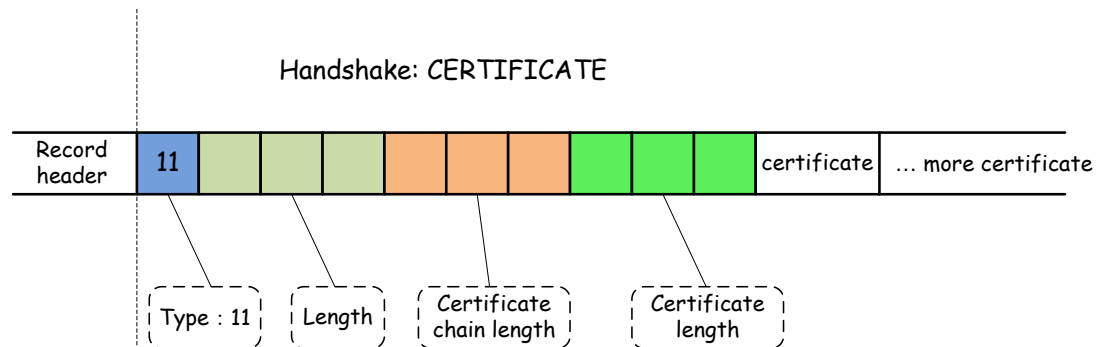 Handshake: CERTIFICATE
Record
header
11
certificate
... more certificate
Type : 11
Length
Certificate
chain length
Certificate
length